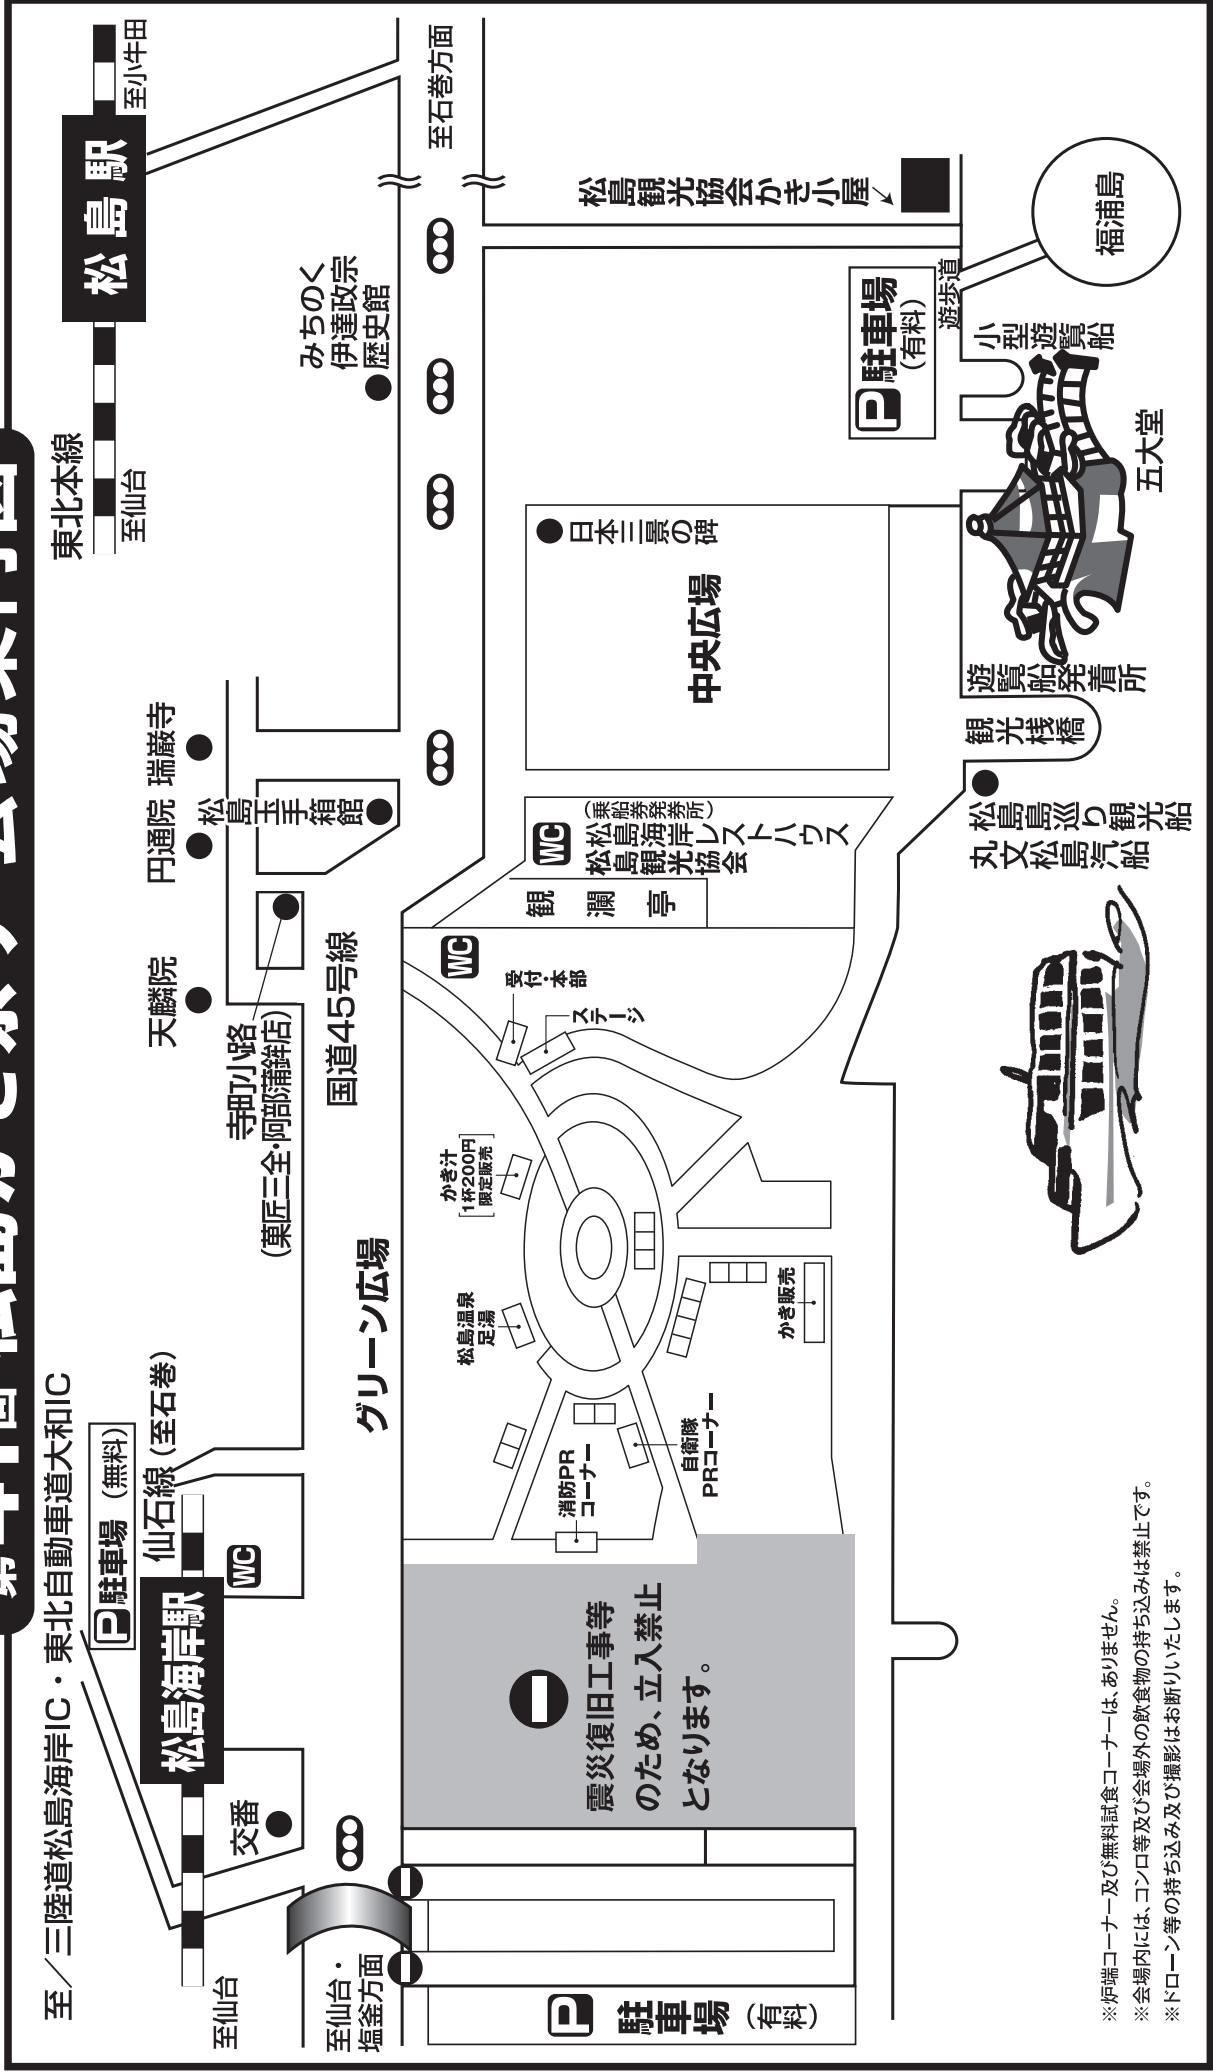 至／三陸道松島海岸IC・東北自動車道大和IC
東北本線
至仙台
松島駅
至小牛田
P駐車場（無料）
仙石線（至石巻）
松島海岸駅
WC
至仙台
交番
天麟院
円通院
瑞巌寺
松島玉手箱館
寺町小路
（菓匠三全・阿部蒲鉾店）
みちのく
伊達政宗
歴史館
国道45号線
至仙台・
塩釜方面
至石巻方面
グリーン広場
WC
受付・本部
ステージ
かき汁
1杯200円
限定販売
松島温泉
足湯
かき販売
消防PR
コーナー
自衛隊
PRコーナー
震災復旧工事等
のため、立入禁止
となります。
P
駐車場（有料）
観瀾亭
WC
（乗船券発券所）
松島海岸レストハウス
松島観光協会
日本三景の碑
中央広場
松島観光協会かき小屋
P駐車場
（有料）
遊歩道
福浦島
小型遊覧船
五大堂
遊覧船発着所
観光桟橋
松島島巡り観光船
丸文松島汽船
※炉端コーナー及び無料試食コーナーは、ありません。
※会場内には、コンロ等及び会場外の飲食物の持ち込みは禁止です。
※ドローン等の持ち込み及び撮影はお断りいたします。